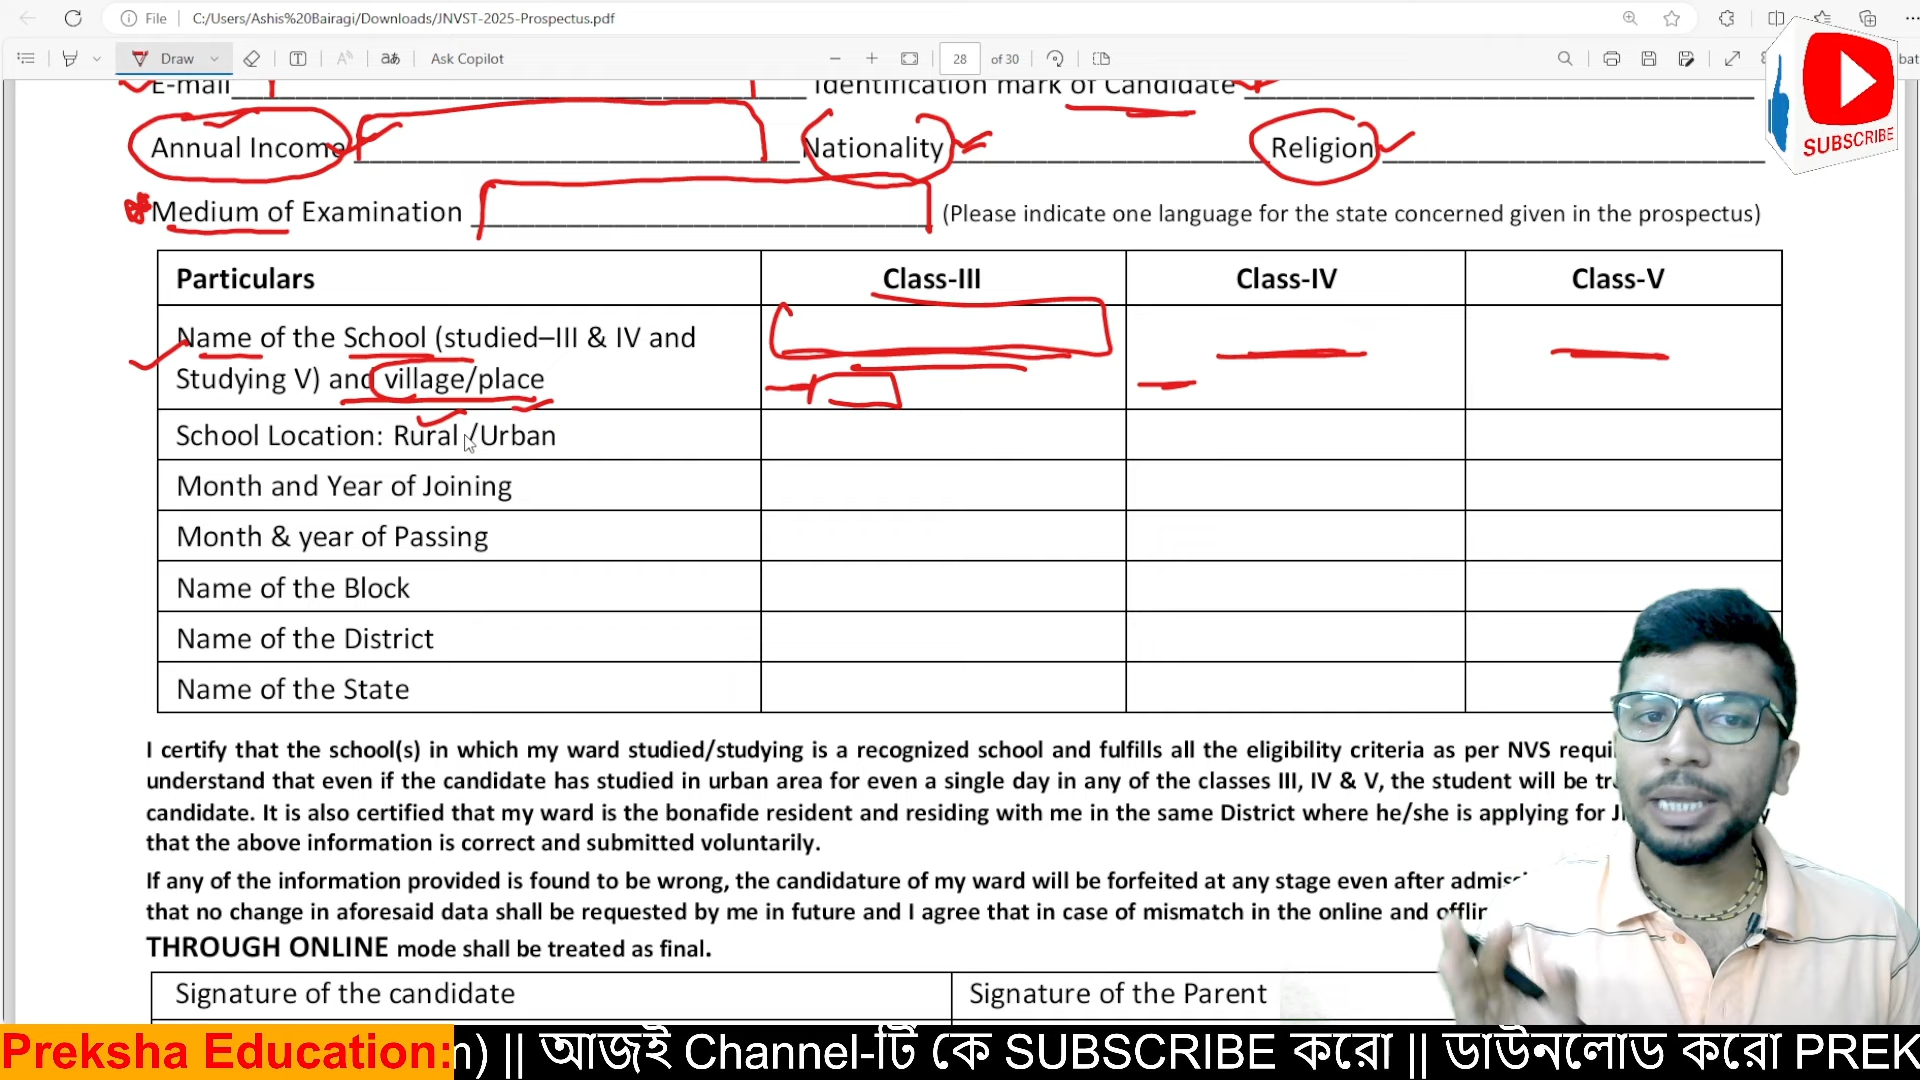 File C:/Users/Ashis%20Bairagi/Downloads/JNVST-2025-Prospectus.pdf
Draw aあ Ask Copilot 28 of 30
E-mail Identification mark of Candidate
SUBSCRIBE
Annual Income Nationality Religion
Medium of Examination (Please indicate one language for the state concerned given in the prospectus)
Particulars Class-III Class-IV Class-V
Name of the School (studied–III & IV and
Studying V) and village/place
School Location: Rural /Urban
Month and Year of Joining
Month & year of Passing
Name of the Block
Name of the District
Name of the State
I certify that the school(s) in which my ward studied/studying is a recognized school and fulfills all the eligibility criteria as per NVS
understand that even if the candidate has studied in urban area for even a single day in any of the classes III, IV & V, the student will be
candidate. It is also certified that my ward is the bonafide resident and residing with me in the same District where he/she is applying for
that the above information is correct and submitted voluntarily.
If any of the information provided is found to be wrong, the candidature of my ward will be forfeited at any stage even after
that no change in aforesaid data shall be requested by me in future and I agree that in case of mismatch in the online and
THROUGH ONLINE mode shall be treated as final.
Signature of the candidate Signature of the Parent
Preksha Education: n) || আজই Channel-টি কে SUBSCRIBE করো || ডাউনলোড করো PREK